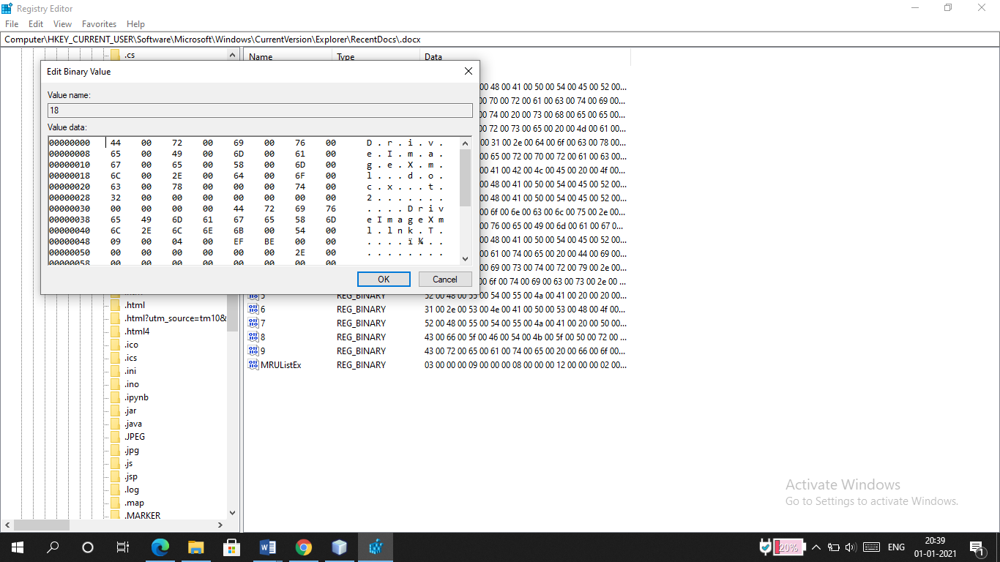 Registry Editor
File Edit View Favorites Help
Computer\HKEY_CURRENT_USER\Software\Microsoft\Windows\CurrentVersion\Explorer\RecentDocs\.docx
.cs
Name Type Data
Edit Binary Value
Value name:
18
Value data:
00000000 44 00 72 00 69 00 76 00 D . r . i . v .
00000008 65 00 49 00 6D 00 61 00 e . I . m . a .
00000010 67 00 65 00 58 00 6D 00 g . e . X . m .
00000018 6C 00 2E 00 64 00 6F 00 l . . . d . o .
00000020 63 00 78 00 00 00 74 00 c . x . . . t .
00000028 32 00 00 00 00 00 00 00 2 . . . . . . .
00000030 00 00 00 00 44 72 69 76 . . . . D r i v
00000038 65 49 6D 61 67 65 58 6D e I m a g e X m
00000040 6C 2E 6C 6E 6B 00 54 00 l . l n k . T .
00000048 09 00 04 00 EF BE 00 00 . . . . ï ¾ . .
00000050 00 00 00 00 00 00 2E 00 . . . . . . . .
00000058 00 00 00 00 00 00 00 00
OK Cancel
00 48 00 41 00 50 00 54 00 45 00 52 00...
00 70 00 72 00 61 00 63 00 74 00 69 00...
00 74 00 20 00 73 00 68 00 65 00 65 00...
00 72 00 73 00 65 00 20 00 4d 00 61 00...
00 31 00 2e 00 64 00 6f 00 63 00 78 00...
00 65 00 72 00 70 00 72 00 61 00 63 00...
00 41 00 42 00 4c 00 45 00 20 00 4f 00...
00 48 00 41 00 50 00 54 00 45 00 52 00...
00 48 00 41 00 50 00 54 00 45 00 52 00...
00 6f 00 6e 00 63 00 6c 00 75 00 2e 00...
00 76 00 65 00 49 00 6d 00 61 00 67 0...
00 48 00 41 00 50 00 54 00 45 00 52 00...
00 61 00 74 00 65 00 20 00 44 00 69 00...
00 69 00 73 00 74 00 72 00 79 00 2e 00...
00 6f 00 74 00 69 00 63 00 73 00 2e 00 ...
5 REG_BINARY 52 00 48 00 55 00 54 00 55 00 4a 00 41 00 20 00 20 00...
6 REG_BINARY 31 00 2e 00 53 00 4e 00 41 00 50 00 53 00 48 00 4f 00...
7 REG_BINARY 52 00 48 00 55 00 54 00 55 00 4a 00 41 00 20 00 50 00...
8 REG_BINARY 43 00 66 00 5f 00 46 00 54 00 4b 00 5f 00 50 00 72 00 ...
9 REG_BINARY 43 00 72 00 65 00 61 00 74 00 65 00 20 00 66 00 6f 00...
MRUListEx REG_BINARY 03 00 00 00 09 00 00 00 08 00 00 00 12 00 00 00 02 00...
.html
.html?utm_source=tm10&
.html4
.ico
.ics
.ini
.ino
.ipynb
.jar
.java
.JPEG
.jpg
.js
.jsp
.log
.map
.MARKER
Activate Windows
Go to Settings to activate Windows.
20% ENG 20:39
01-01-2021
1